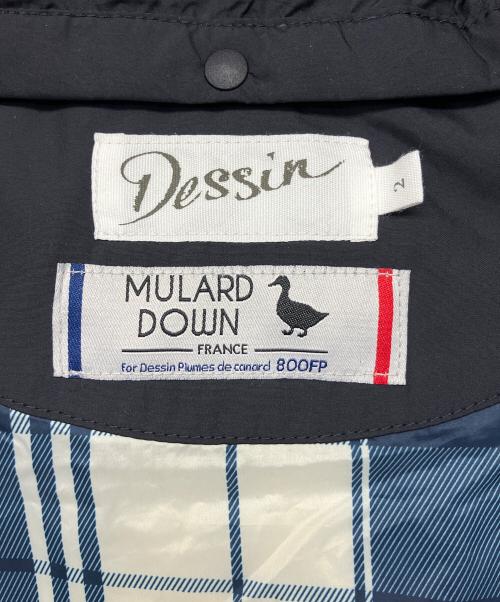 Dessin
2
MULARD
DOWN
FRANCE
for Dessin Plumes de canard 800FP